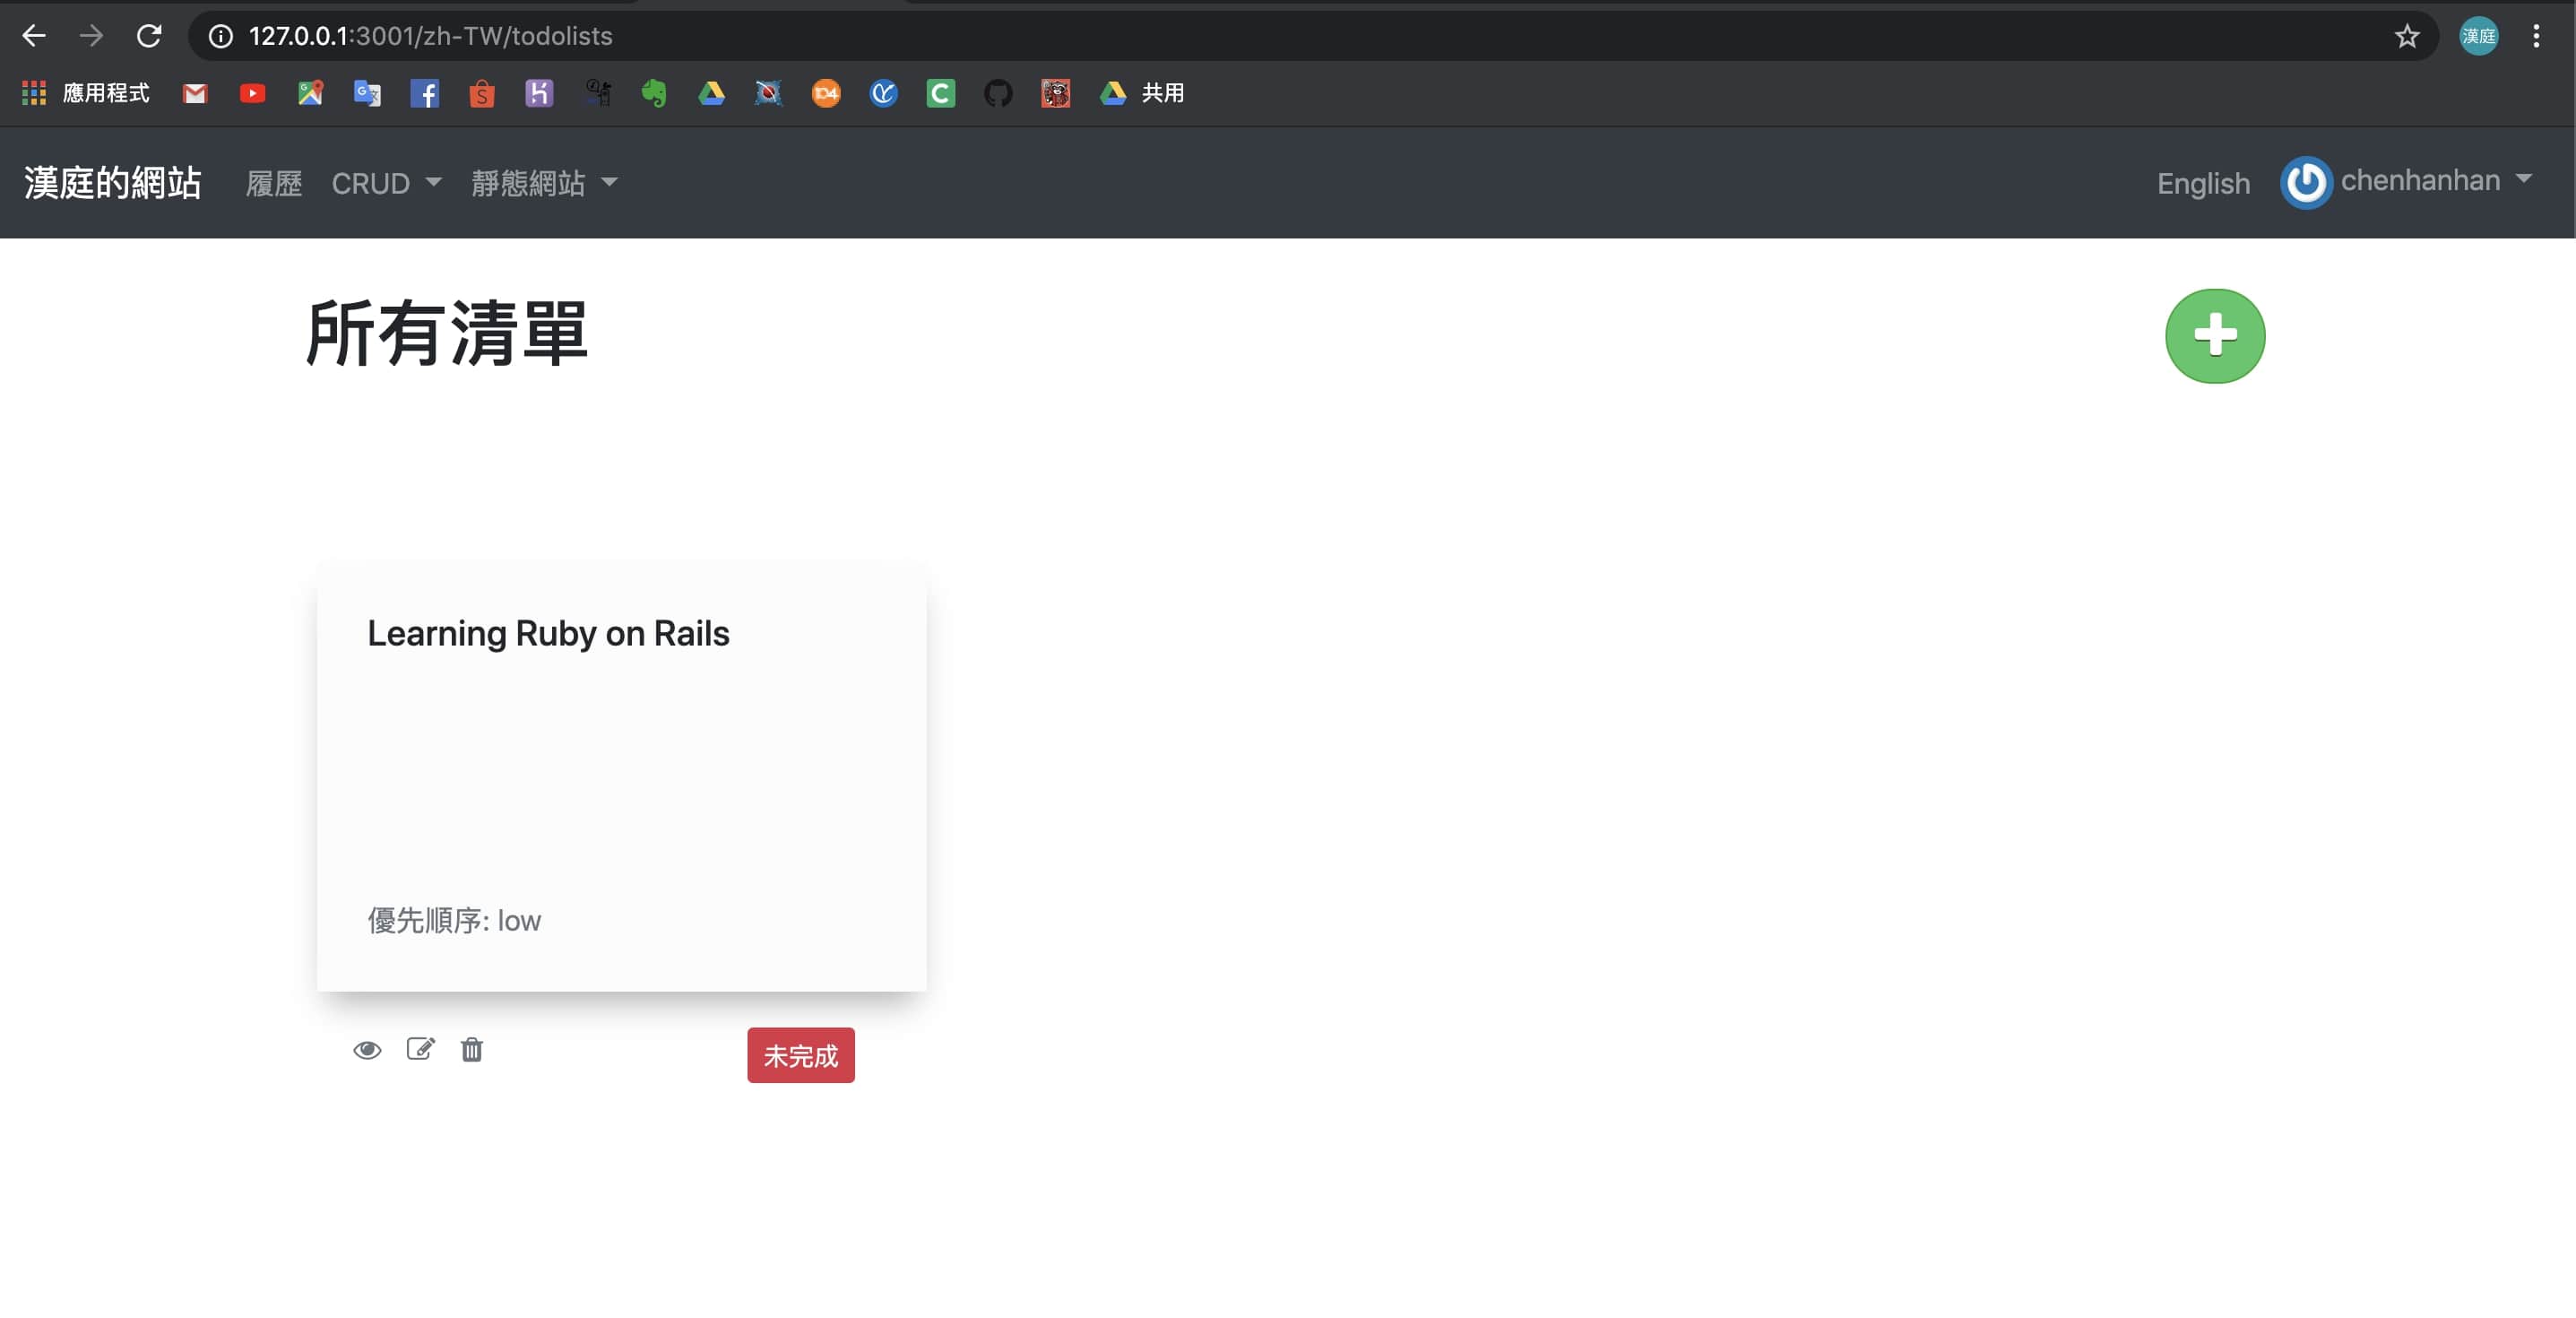 127.0.0.1:3001/zh-TW/todolists
漢庭
應用程式
104
共用
漢庭的網站 履歷 CRUD 靜態網站 English chenhanhan
所有清單
Learning Ruby on Rails
優先順序: low
未完成